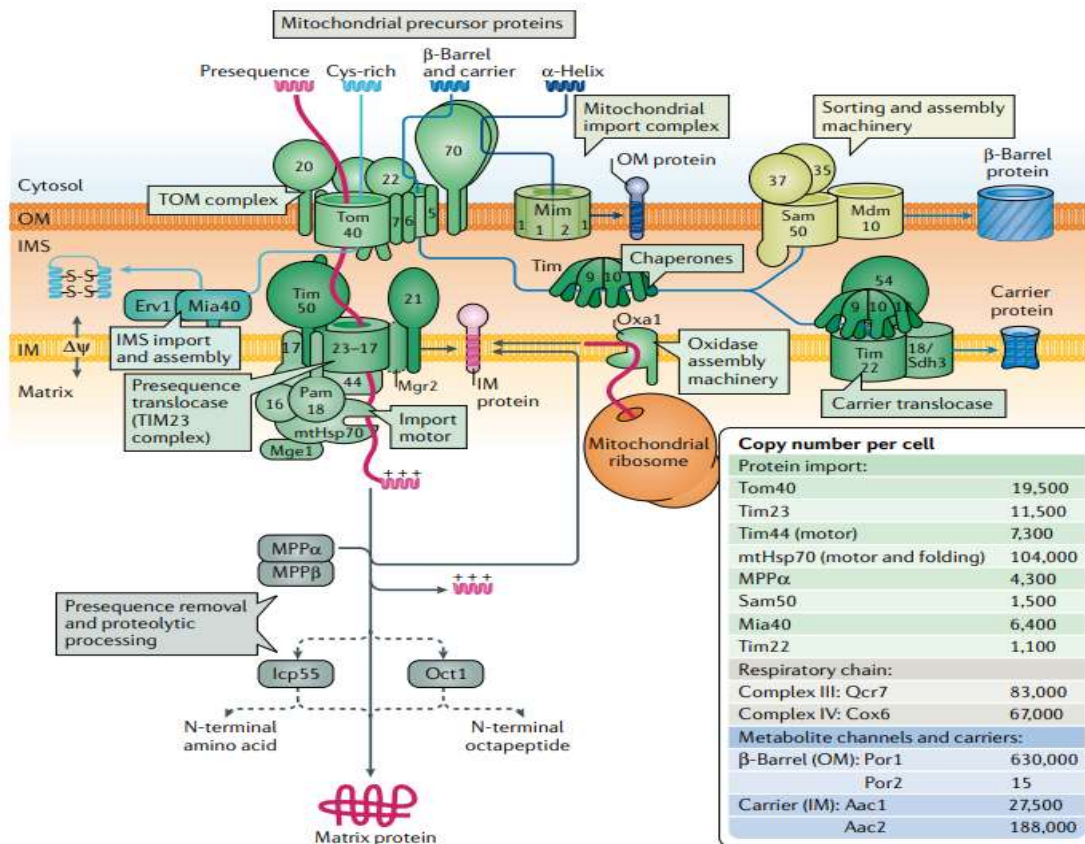 Mitochondrial precursor proteins
Presequence
Cys-rich
β-Barrel
and carrier
α-Helix
Mitochondrial
import complex
Sorting and assembly
machinery
20
22
70
OM protein
37
35
β-Barrel
protein
Cytosol
TOM complex
OM
Tom
40
7
6
5
Mim
1
1
2
1
Sam
50
Mdm
10
IMS
-S-S-
-S-S-
Erv1
Mia40
Tim
50
21
Tim
9
10
Chaperones
54
9
10
Carrier
protein
IMS import
and assembly
Δψ
IM
17
23–17
Oxa1
Oxidase
assembly
machinery
Tim
22
18/
Sdh3
Matrix
Presequence
translocase
(TIM23
complex)
44
Mgr2
IM
protein
Carrier translocase
16
Pam
18
mtHsp70
Import
motor
Mge1
Mitochondrial
ribosome
+++
MPPα
MPPβ
+++
Presequence removal
and proteolytic
processing
Icp55
Oct1
N-terminal
amino acid
N-terminal
octapeptide
Matrix protein
Copy number per cell
Protein import:
Tom40 19,500
Tim23 11,500
Tim44 (motor) 7,300
mtHsp70 (motor and folding) 104,000
MPPα 4,300
Sam50 1,500
Mia40 6,400
Tim22 1,100
Respiratory chain:
Complex III: Qcr7 83,000
Complex IV: Cox6 67,000
Metabolite channels and carriers:
β-Barrel (OM): Por1 630,000
Por2 15
Carrier (IM): Aac1 27,500
Aac2 188,000